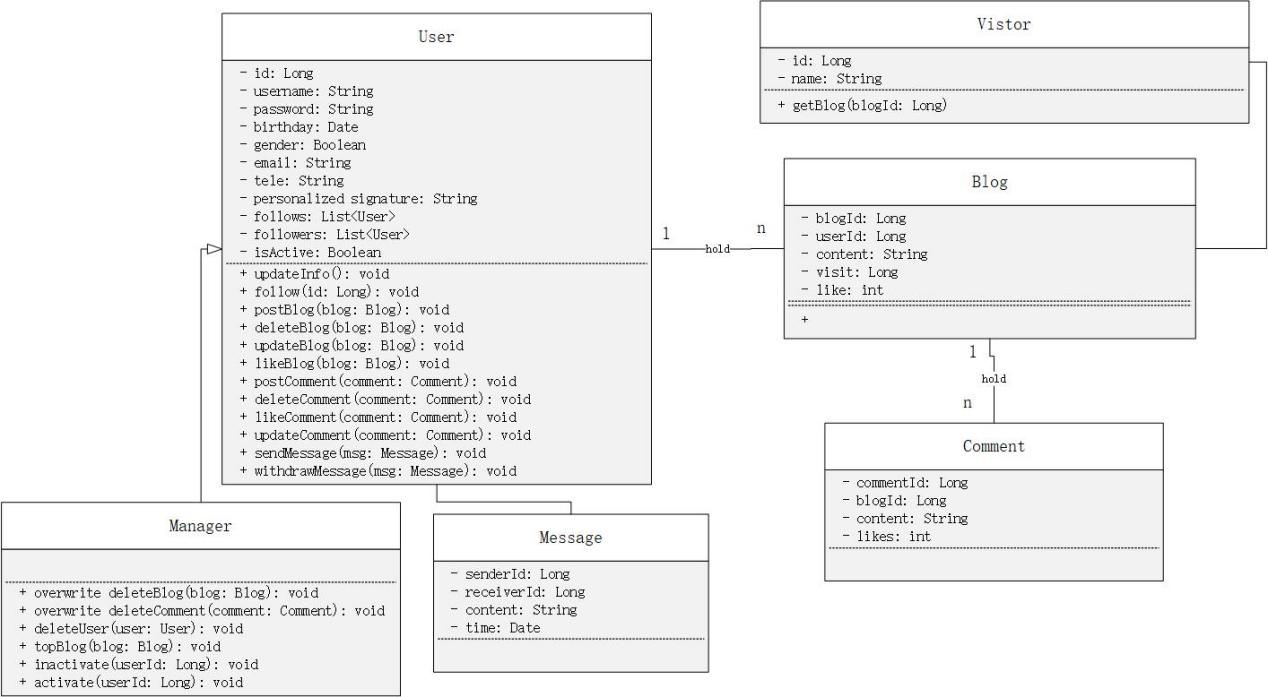 User
- id: Long
- username: String
- password: String
- birthday: Date
- gender: Boolean
- email: String
- tele: String
- personalized signature: String
- follows: List<User>
- followers: List<User>
- isActive: Boolean
+ updateInfo(): void
+ follow(id: Long): void
+ postBlog(blog: Blog): void
+ deleteBlog(blog: Blog): void
+ updateBlog(blog: Blog): void
+ likeBlog(blog: Blog): void
+ postComment(comment: Comment): void
+ deleteComment(comment: Comment): void
+ likeComment(comment: Comment): void
+ updateComment(comment: Comment): void
+ sendMessage(msg: Message): void
+ withdrawMessage(msg: Message): void
Vistor
- id: Long
- name: String
+ getBlog(blogId: Long)
1
hold
n
Blog
- blogId: Long
- userId: Long
- content: String
- visit: Long
- like: int
+
1
hold
n
Comment
- commentId: Long
- blogId: Long
- content: String
- likes: int
Manager
+ overwrite deleteBlog(blog: Blog): void
+ overwrite deleteComment(comment: Comment): void
+ deleteUser(user: User): void
+ topBlog(blog: Blog): void
+ inactivate(userId: Long): void
+ activate(userId: Long): void
Message
- senderId: Long
- receiverId: Long
- content: String
- time: Date